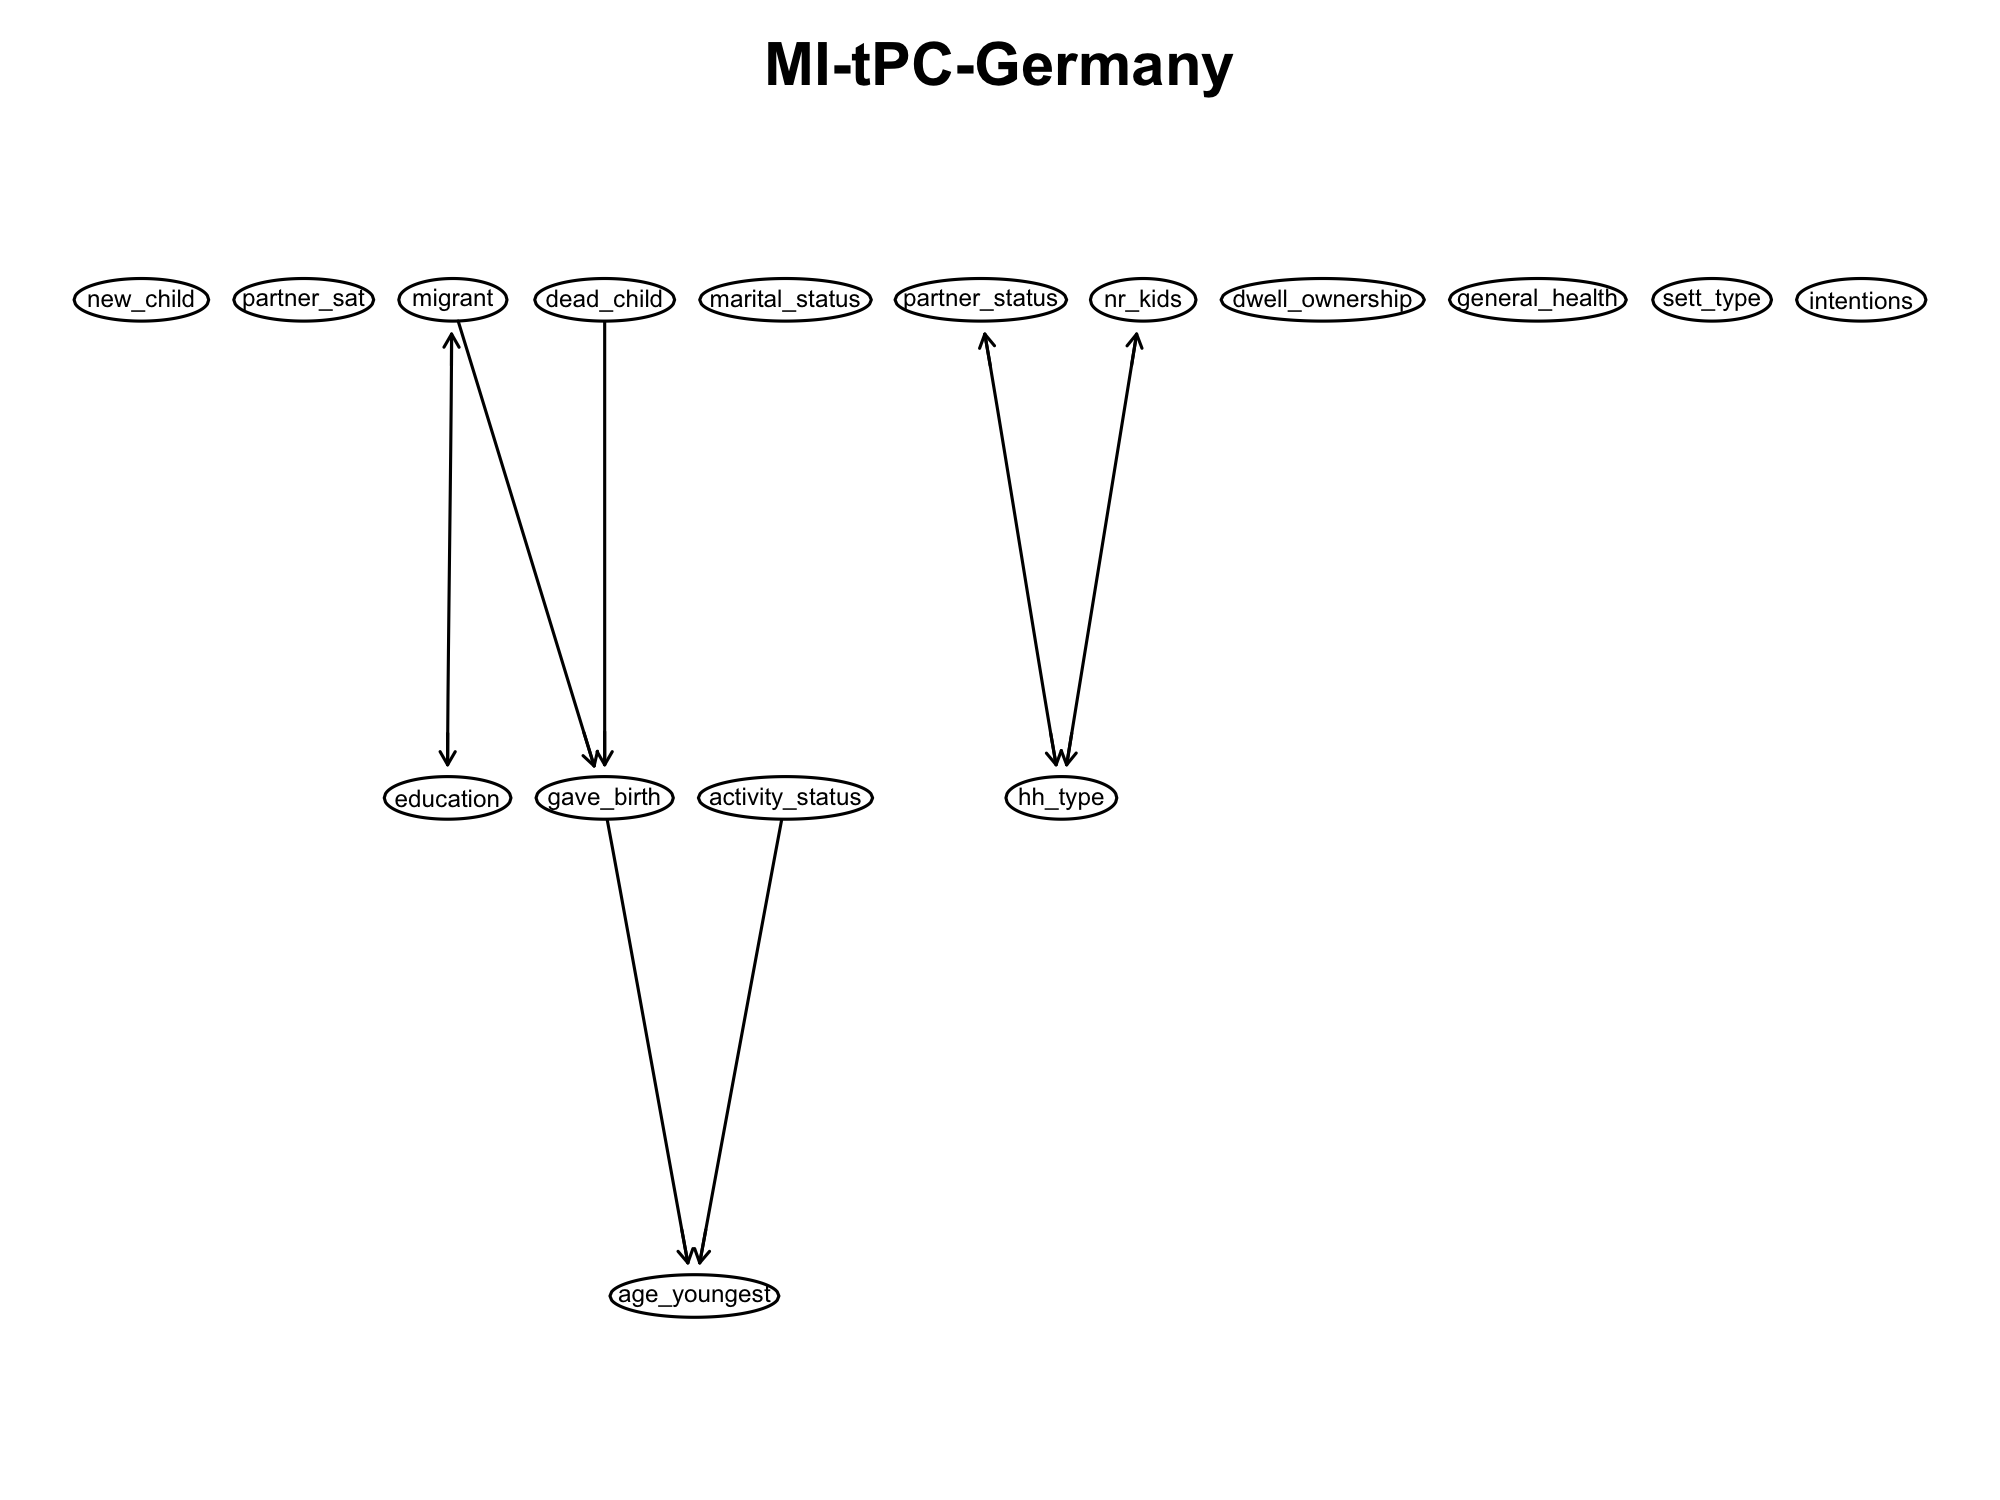 MI-tPC-Germany
new_child partner_sat migrant dead_child marital_status partner_status nr_kids dwell_ownership general_health sett_type intentions
education gave_birth activity_status hh_type
age_youngest